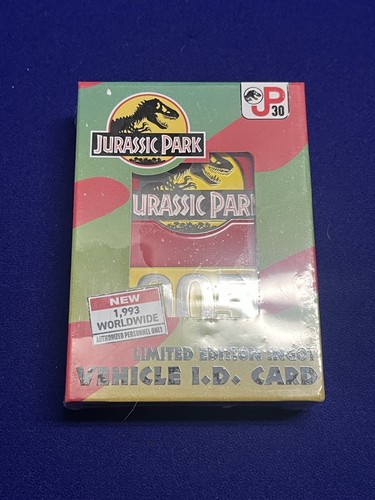 JURASSIC PARK
JP
30
JURASSIC PARK
NEW
1,993
WORLDWIDE
AUTHORIZED PERSONNEL ONLY
LIMITED EDITION INGOT
VEHICLE I.D. CARD